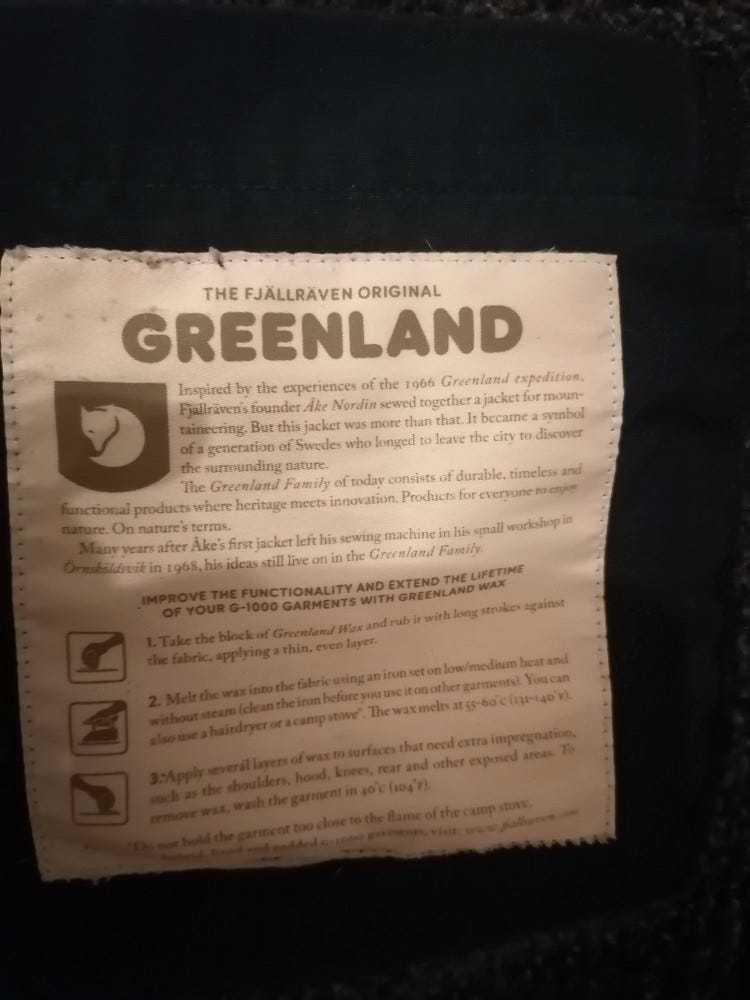 THE FJÄLLRÄVEN ORIGINAL
GREENLAND
Inspired by the experiences of the 1966 Greenland expedition,
Fjällräven's founder Åke Nordin sewed together a jacket for moun-
taineering. But this jacket was more than that. It became a symbol
of a generation of Swedes who longed to leave the city to discover
the surrounding nature.
The Greenland Family of today consists of durable, timeless and
functional products where heritage meets innovation. Products for everyone to enjoy
nature. On nature's terms.
Many years after Åke's first jacket left his sewing machine in his small workshop in
Örnsköldsvik in 1968, his ideas still live on in the Greenland Family.
IMPROVE THE FUNCTIONALITY AND EXTEND THE LIFETIME
OF YOUR G-1000 GARMENTS WITH GREENLAND WAX
1. Take the block of Greenland Wax and rub it with long strokes against
the fabric, applying a thin, even layer.
2. Melt the wax into the fabric using an iron set on low/medium heat and
without steam (clean the iron before you use it on other garments). You can
also use a hairdryer or a camp stove*. The wax melts at 55-60°C (131-140°F).
3. Apply several layers of wax to surfaces that need extra impregnation,
such as the shoulders, hood, knees, rear and other exposed areas. To
remove wax, wash the garment in 40°C (104°F).
*Do not hold the garment too close to the flame of the camp stove.
lined and padded G-1000 garments, visit: www.fjallraven.com